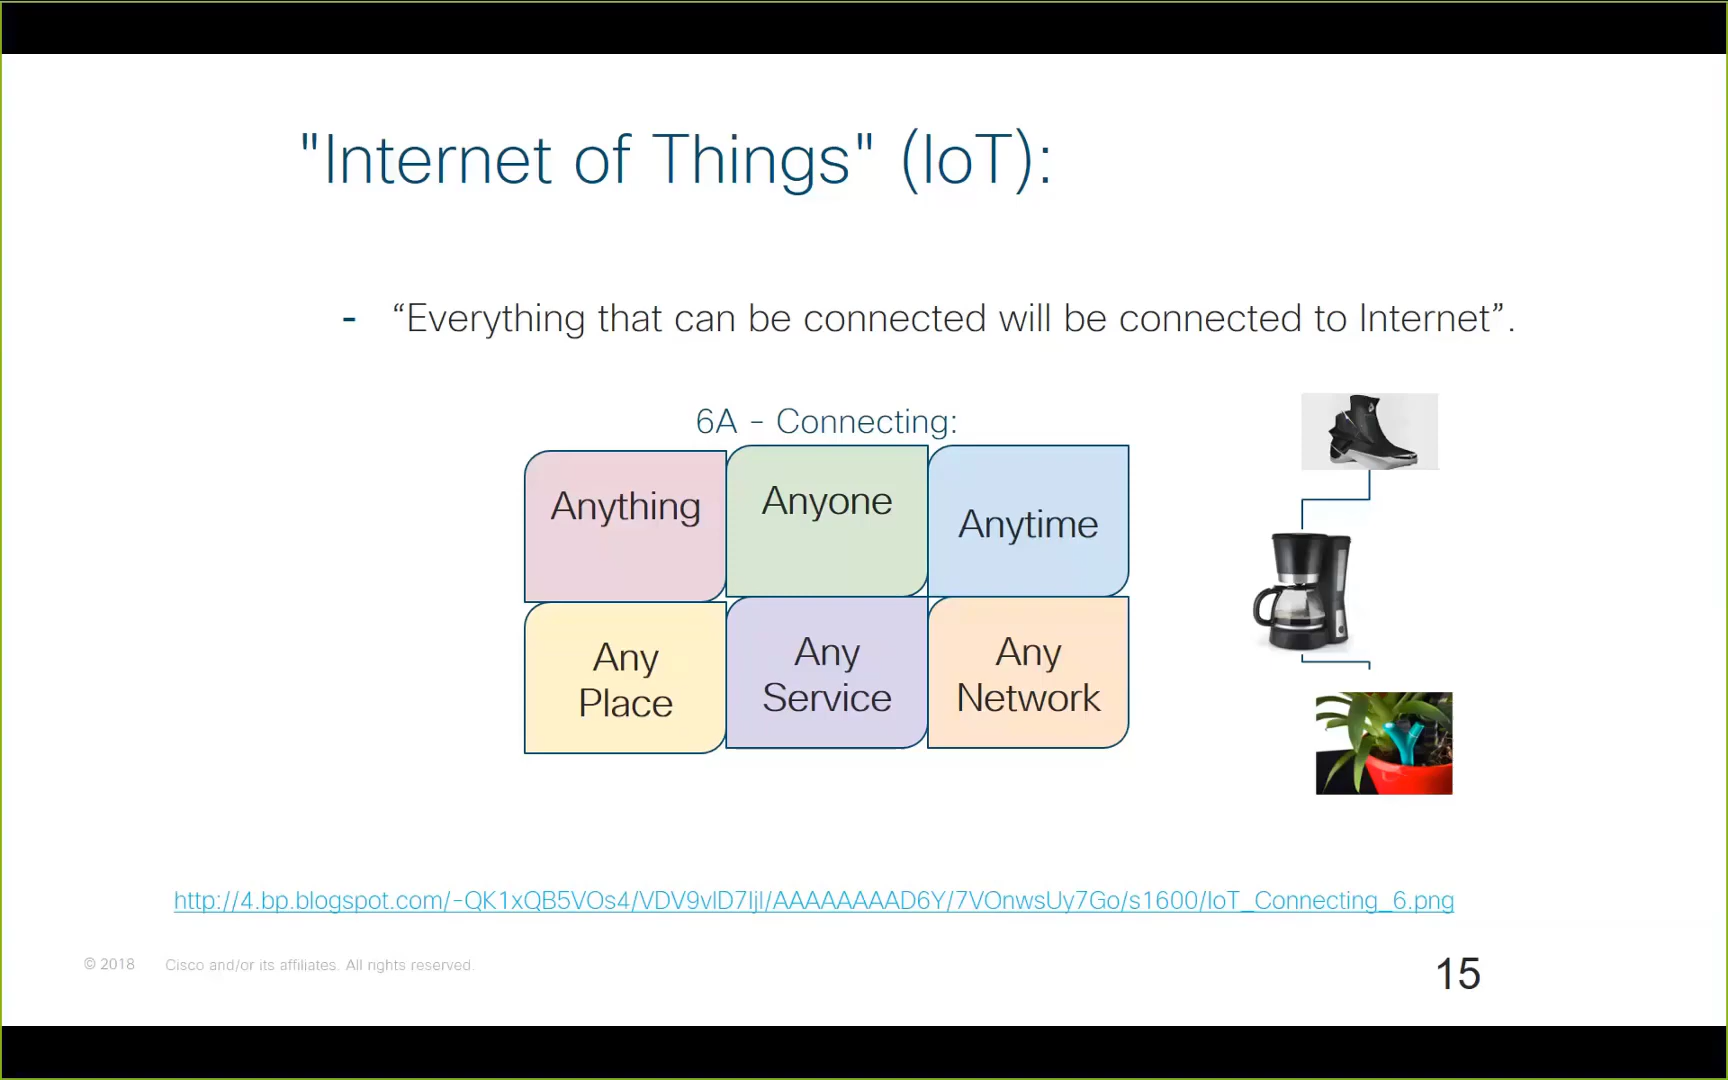 "Internet of Things" (IoT):
- “Everything that can be connected will be connected to Internet”.
6A - Connecting:
Anything
Anyone
Anytime
Any
Place
Any
Service
Any
Network
http://4.bp.blogspot.com/-QK1xQB5VOs4/VDV9vlD7ljI/AAAAAAAAD6Y/7VOnwsUy7Go/s1600/IoT_Connecting_6.png
© 2018 Cisco and/or its affiliates. All rights reserved.
15